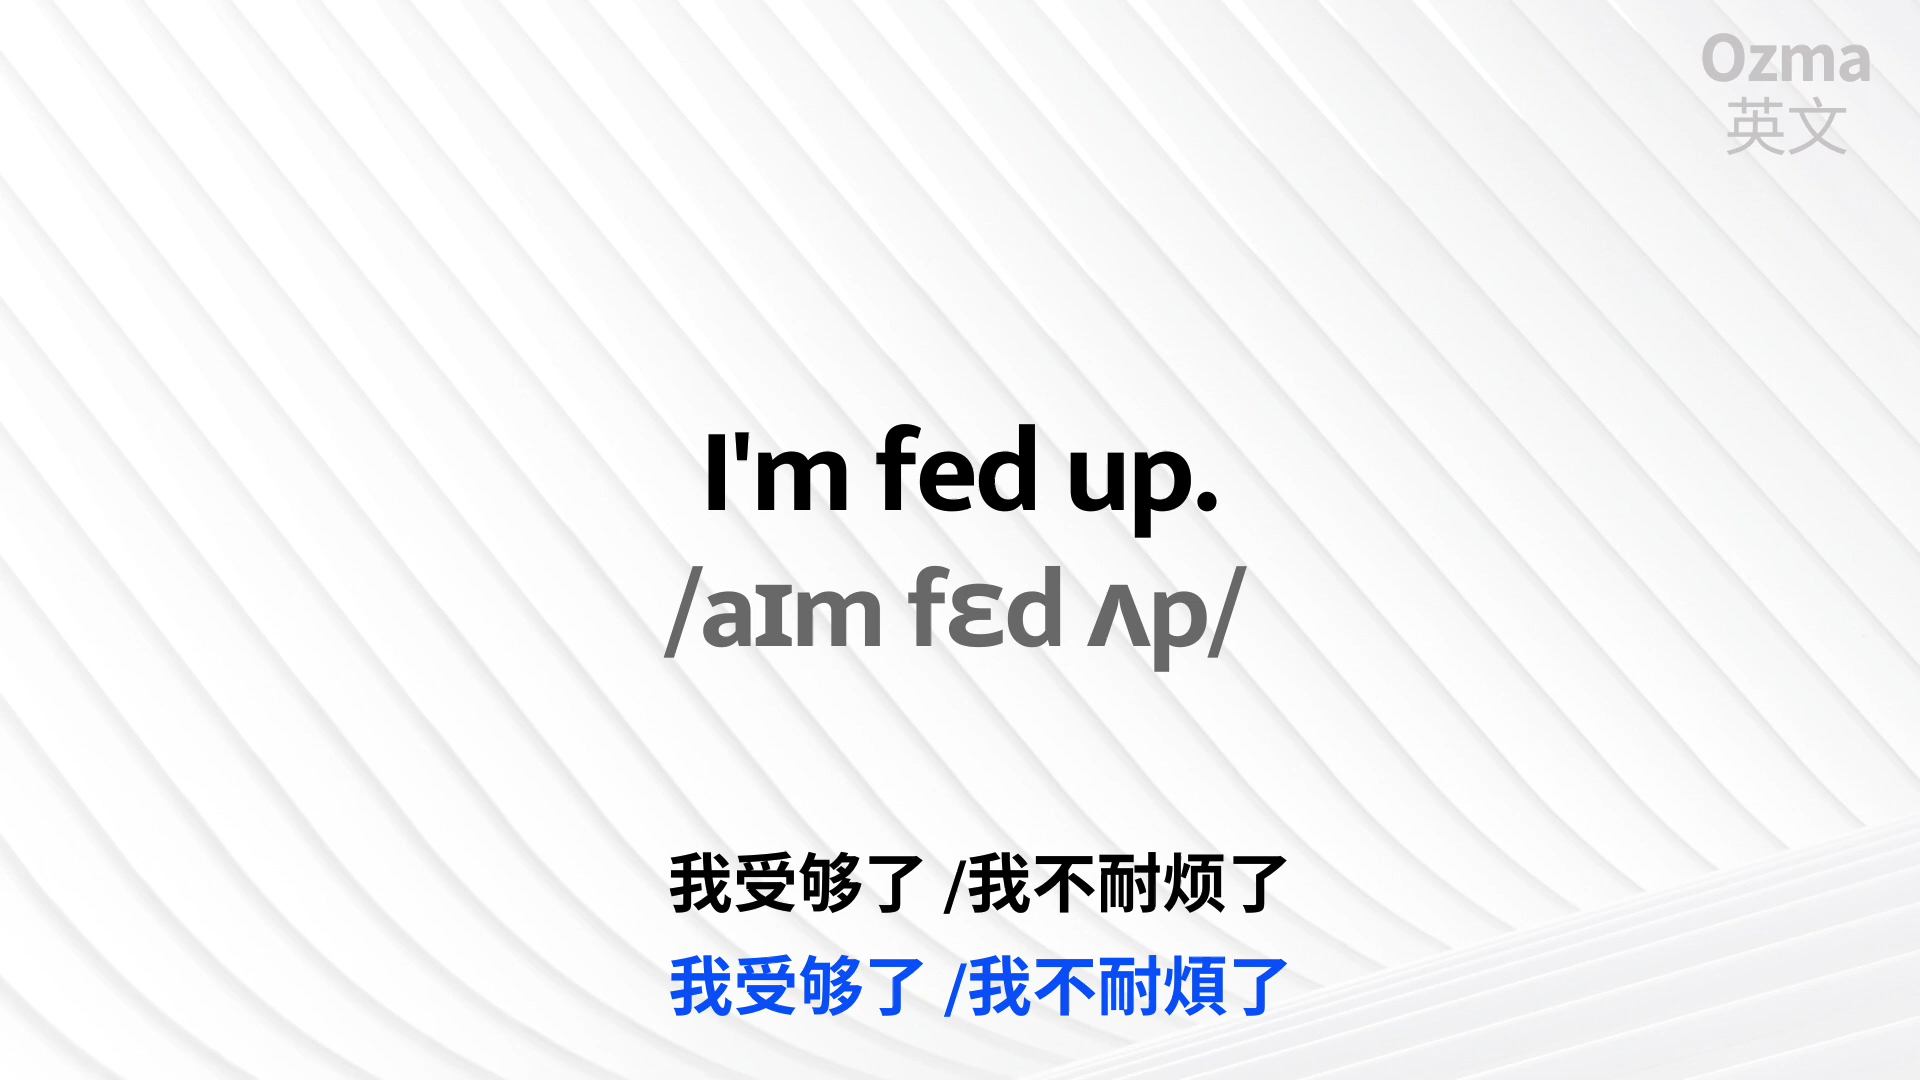 Ozma
英文
I'm fed up.
/aɪm fɛd ʌp/
我受够了 /我不耐烦了
我受够了 /我不耐煩了